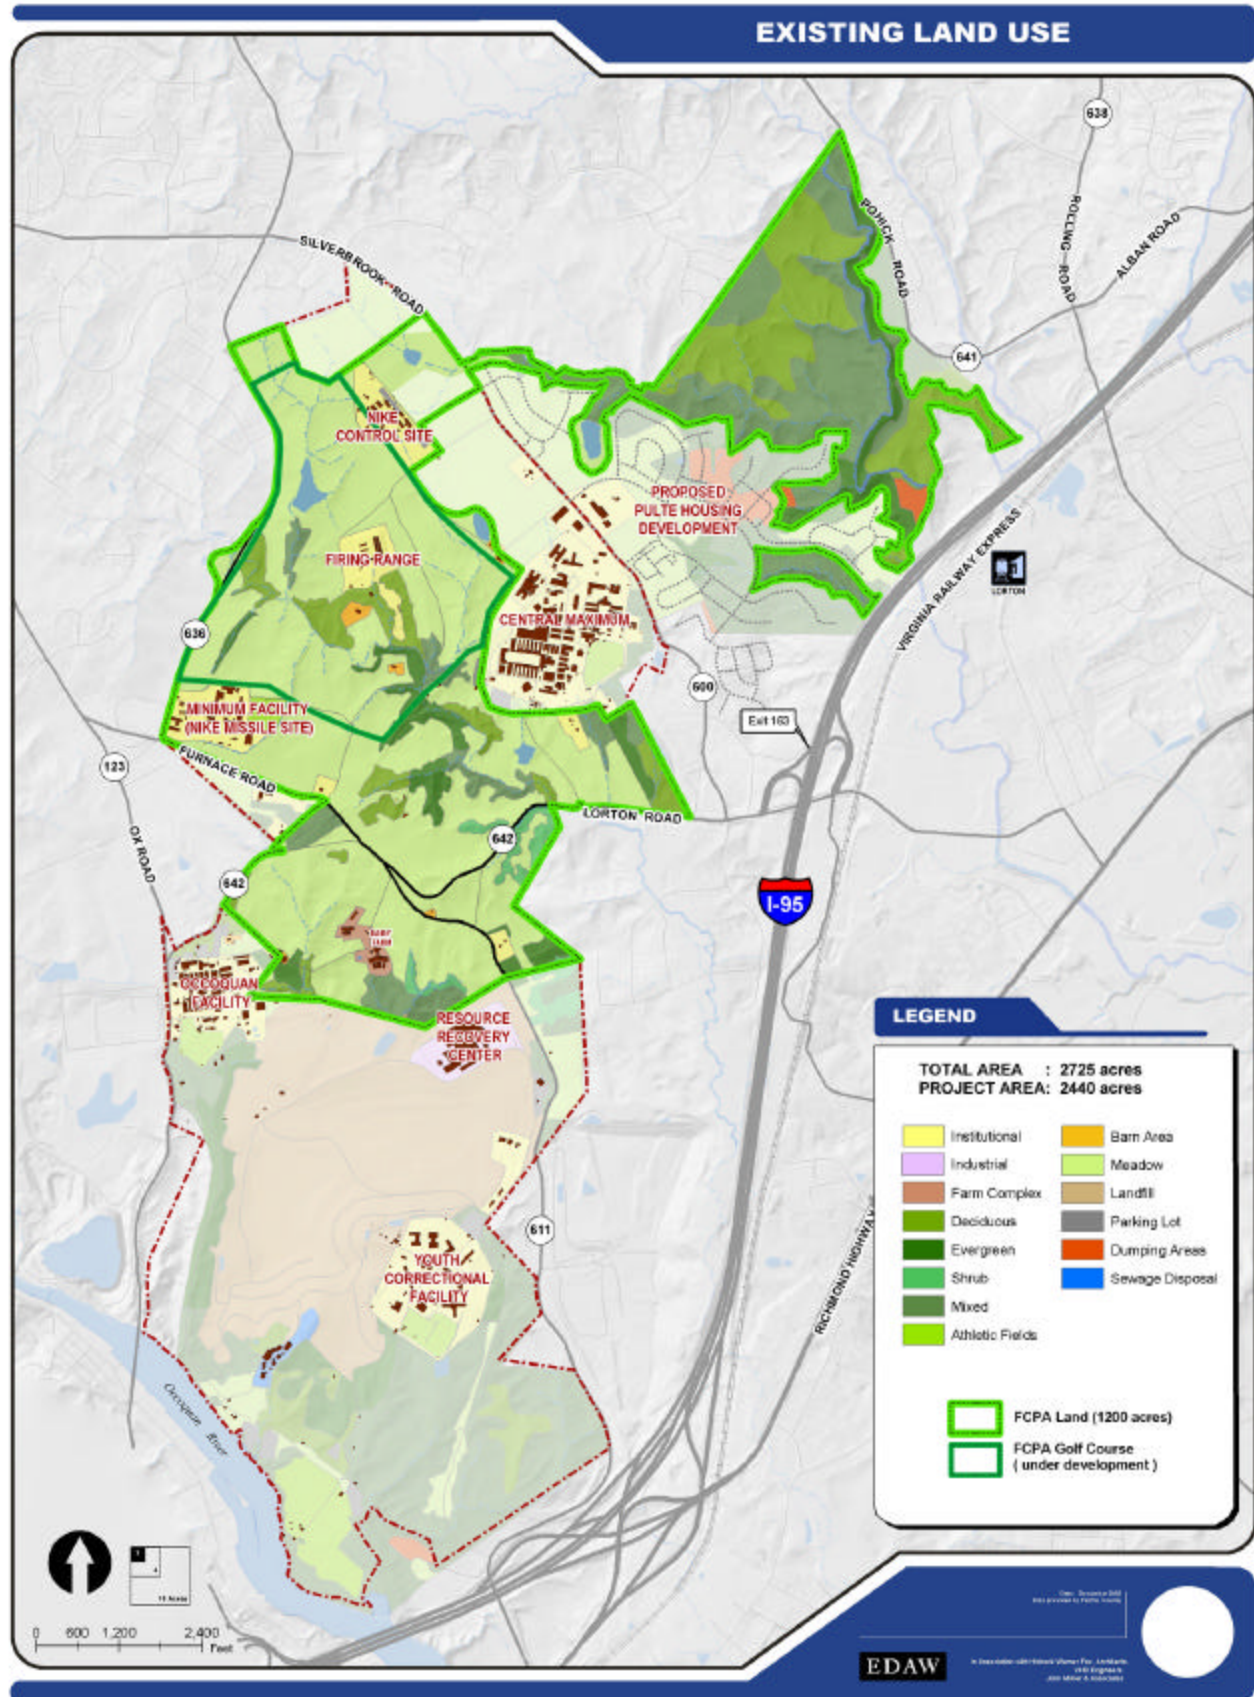 EXISTING LAND USE
638
SILVERBROOK ROAD
POHICK ROAD
ROLLING ROAD
ALBAN ROAD
641
NIKE
CONTROL SITE
PROPOSED
PULTE HOUSING
DEVELOPMENT
FIRING RANGE
VIRGINIA RAILWAY EXPRESS
LORTON
CENTRAL MAXIMUM
636
600
MINIMUM FACILITY
(NIKE MISSILE SITE)
Exit 163
123
FURNACE ROAD
LORTON ROAD
642
OX ROAD
642
I-95
OCCOQUAN
FACILITY
RESOURCE
RECOVERY
CENTER
611
YOUTH
CORRECTIONAL
FACILITY
RICHMOND HIGHWAY
Occoquan River
LEGEND
TOTAL AREA : 2725 acres
PROJECT AREA: 2440 acres
Institutional
Industrial
Farm Complex
Deciduous
Evergreen
Shrub
Mixed
Athletic Fields
Barn Area
Meadow
Landfill
Parking Lot
Dumping Areas
Sewage Disposal
FCPA Land (1200 acres)
FCPA Golf Course
( under development )
0 600 1,200 2,400
Feet
EDAW